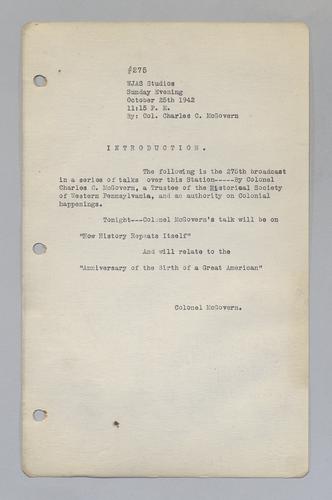 #275
WJAS Studios
Sunday Evening
October 25th 1942
11:15 P. M.
By: Col. Charles C. McGovern
I N T R O D U C T I O N .
The following is the 275th broadcast
in a series of talks over this Station-----By Colonel
Charles C. McGovern, a Trustee of the Historical Society
of Western Pennsylvania, and an authority on Colonial
happenings.
Tonight---Colonel McGovern's talk will be on
"How History Repeats Itself"
And will relate to the
"Anniversary of the Birth of a Great American"
Colonel McGovern.